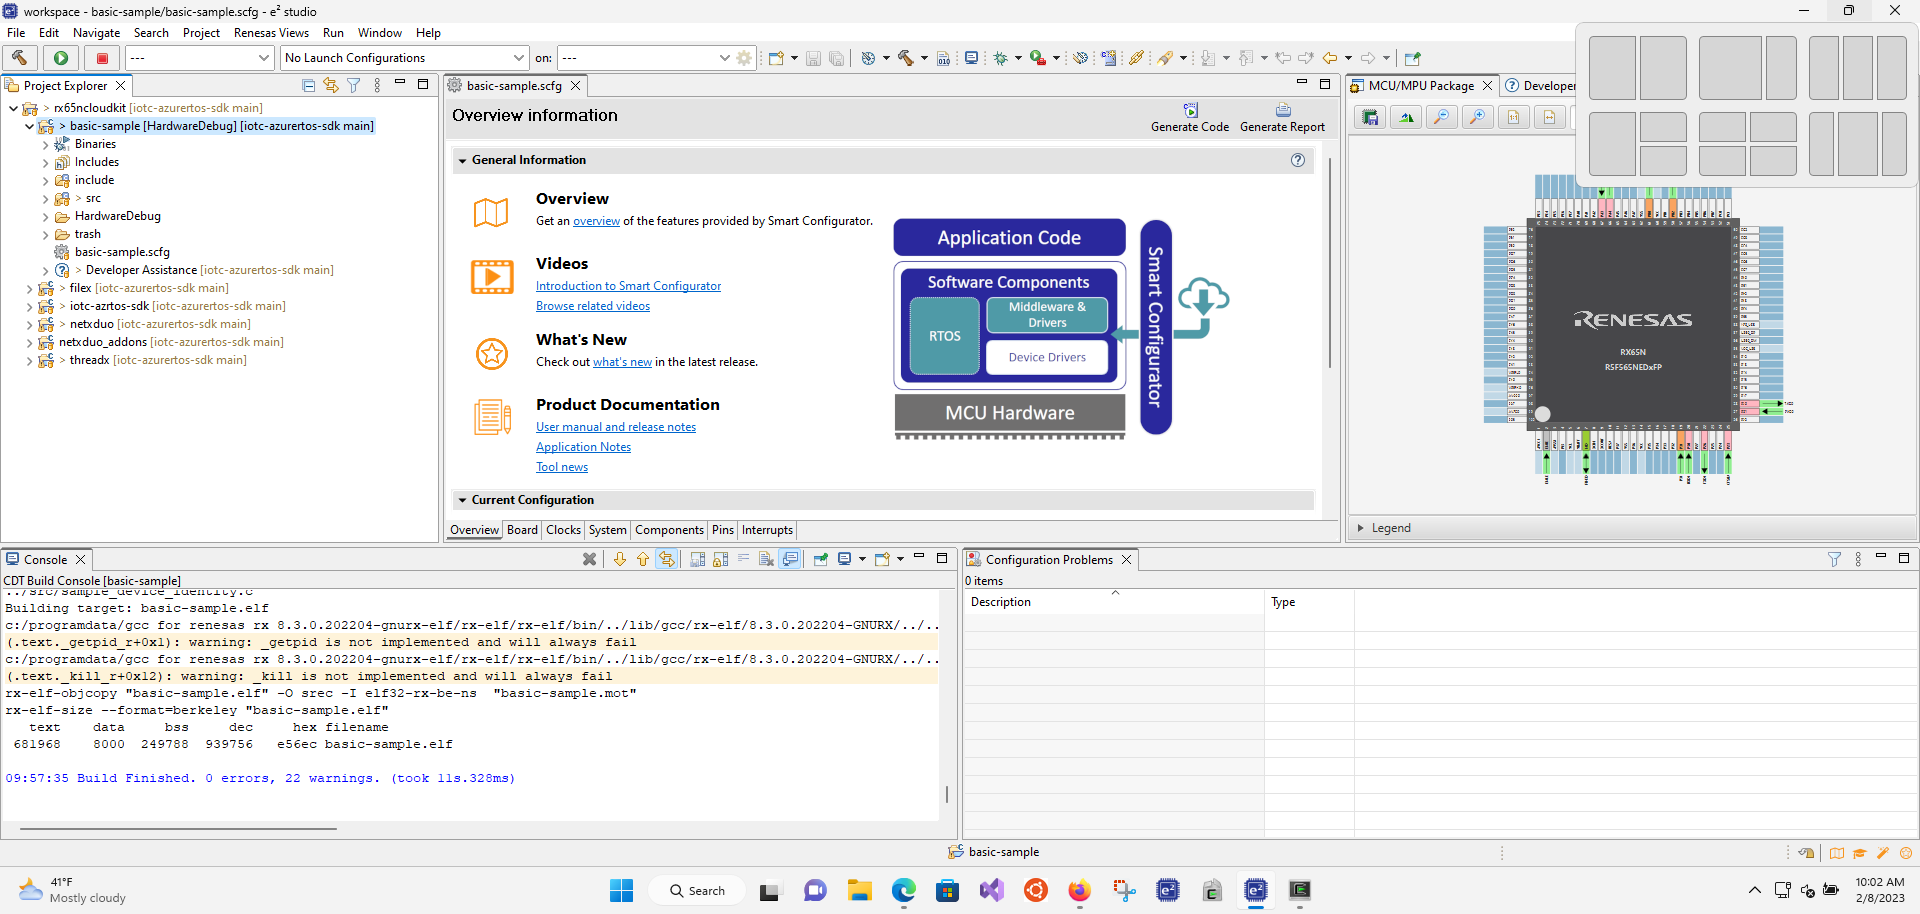 workspace - basic-sample/basic-sample.scfg - e² studio
File Edit Navigate Search Project Renesas Views Run Window Help
--- No Launch Configurations on: ---
Project Explorer
> rx65ncloudkit [iotc-azurertos-sdk main]
> basic-sample [HardwareDebug] [iotc-azurertos-sdk main]
Binaries
Includes
include
> src
HardwareDebug
trash
basic-sample.scfg
> Developer Assistance [iotc-azurertos-sdk main]
> filex [iotc-azurertos-sdk main]
> iotc-azrtos-sdk [iotc-azurertos-sdk main]
> netxduo [iotc-azurertos-sdk main]
netxduo_addons [iotc-azurertos-sdk main]
> threadx [iotc-azurertos-sdk main]
basic-sample.scfg
Overview information
Generate Code Generate Report
General Information
Overview
Get an overview of the features provided by Smart Configurator.
Videos
Introduction to Smart Configurator
Browse related videos
What's New
Check out what's new in the latest release.
Product Documentation
User manual and release notes
Application Notes
Tool news
Application Code
Software Components
RTOS
Middleware & Drivers
Device Drivers
MCU Hardware
Smart Configurator
Current Configuration
Overview Board Clocks System Components Pins Interrupts
MCU/MPU Package Developer
RENESAS
RX65N
R5F565NEDxFP
Legend
Console
CDT Build Console [basic-sample]
../src/sample_device_identity.c
Building target: basic-sample.elf
c:/programdata/gcc for renesas rx 8.3.0.202204-gnurx-elf/rx-elf/rx-elf/bin/../lib/gcc/rx-elf/8.3.0.202204-GNURX/../..
(.text._getpid_r+0x1): warning: _getpid is not implemented and will always fail
c:/programdata/gcc for renesas rx 8.3.0.202204-gnurx-elf/rx-elf/rx-elf/bin/../lib/gcc/rx-elf/8.3.0.202204-GNURX/../..
(.text._kill_r+0x12): warning: _kill is not implemented and will always fail
rx-elf-objcopy "basic-sample.elf" -O srec -I elf32-rx-be-ns  "basic-sample.mot"
rx-elf-size --format=berkeley "basic-sample.elf"
text data bss dec hex filename
681968 8000 249788 939756 e56ec basic-sample.elf
09:57:35 Build Finished. 0 errors, 22 warnings. (took 11s.328ms)
Configuration Problems
0 items
Description Type
basic-sample
41°F
Mostly cloudy
Search
10:02 AM
2/8/2023